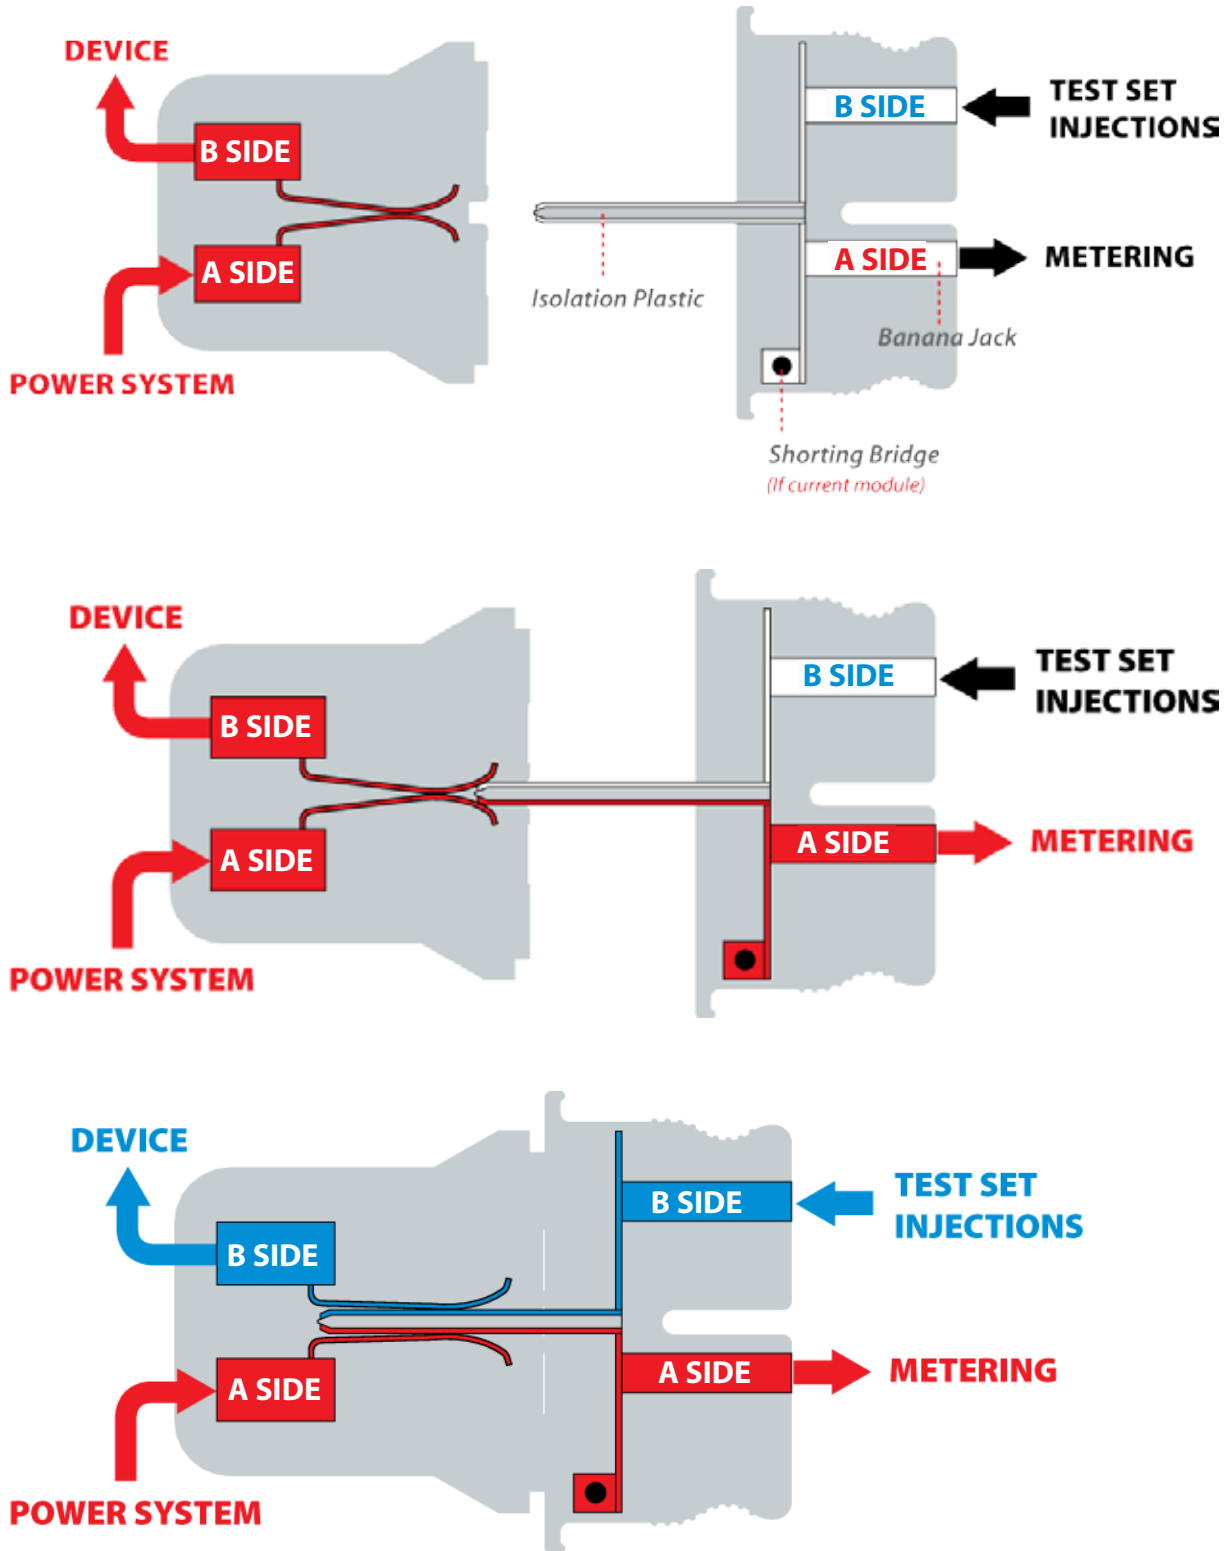 DEVICE
B SIDE
A SIDE
POWER SYSTEM
Isolation Plastic
B SIDE
TEST SET
INJECTIONS
A SIDE
METERING
Banana Jack
Shorting Bridge
(If current module)
DEVICE
B SIDE
A SIDE
POWER SYSTEM
B SIDE
TEST SET
INJECTIONS
A SIDE
METERING
DEVICE
B SIDE
A SIDE
POWER SYSTEM
B SIDE
TEST SET
INJECTIONS
A SIDE
METERING